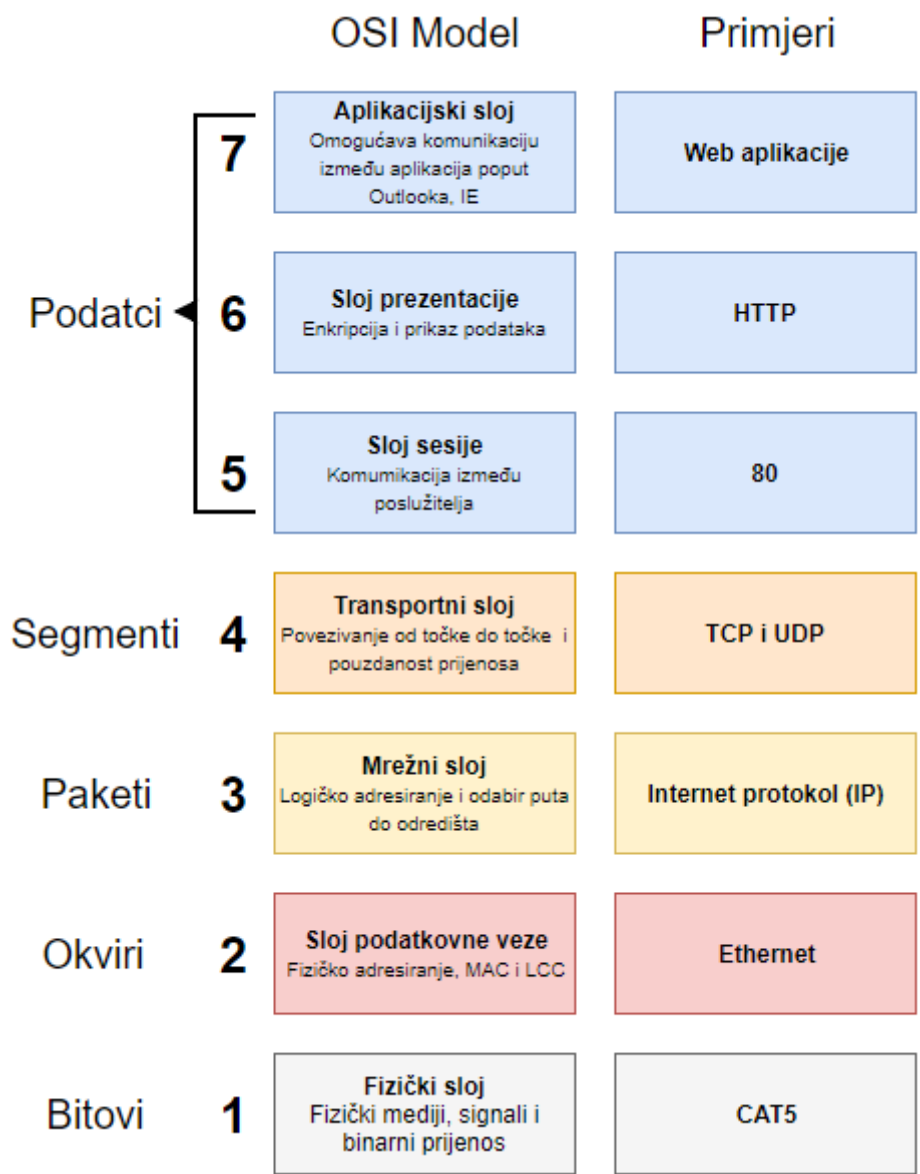 OSI Model
Primjeri
7
Aplikacijski sloj
Omogućava komunikaciju
između aplikacija poput
Outlooka, IE
Web aplikacije
Podatci
6
Sloj prezentacije
Enkripcija i prikaz podataka
HTTP
5
Sloj sesije
Komumikacija između
poslužitelja
80
Segmenti
4
Transportni sloj
Povezivanje od točke do točke i
pouzdanost prijenosa
TCP i UDP
Paketi
3
Mrežni sloj
Logičko adresiranje i odabir puta
do odredišta
Internet protokol (IP)
Okviri
2
Sloj podatkovne veze
Fizičko adresiranje, MAC i LCC
Ethernet
Bitovi
1
Fizički sloj
Fizički mediji, signali i
binarni prijenos
CAT5